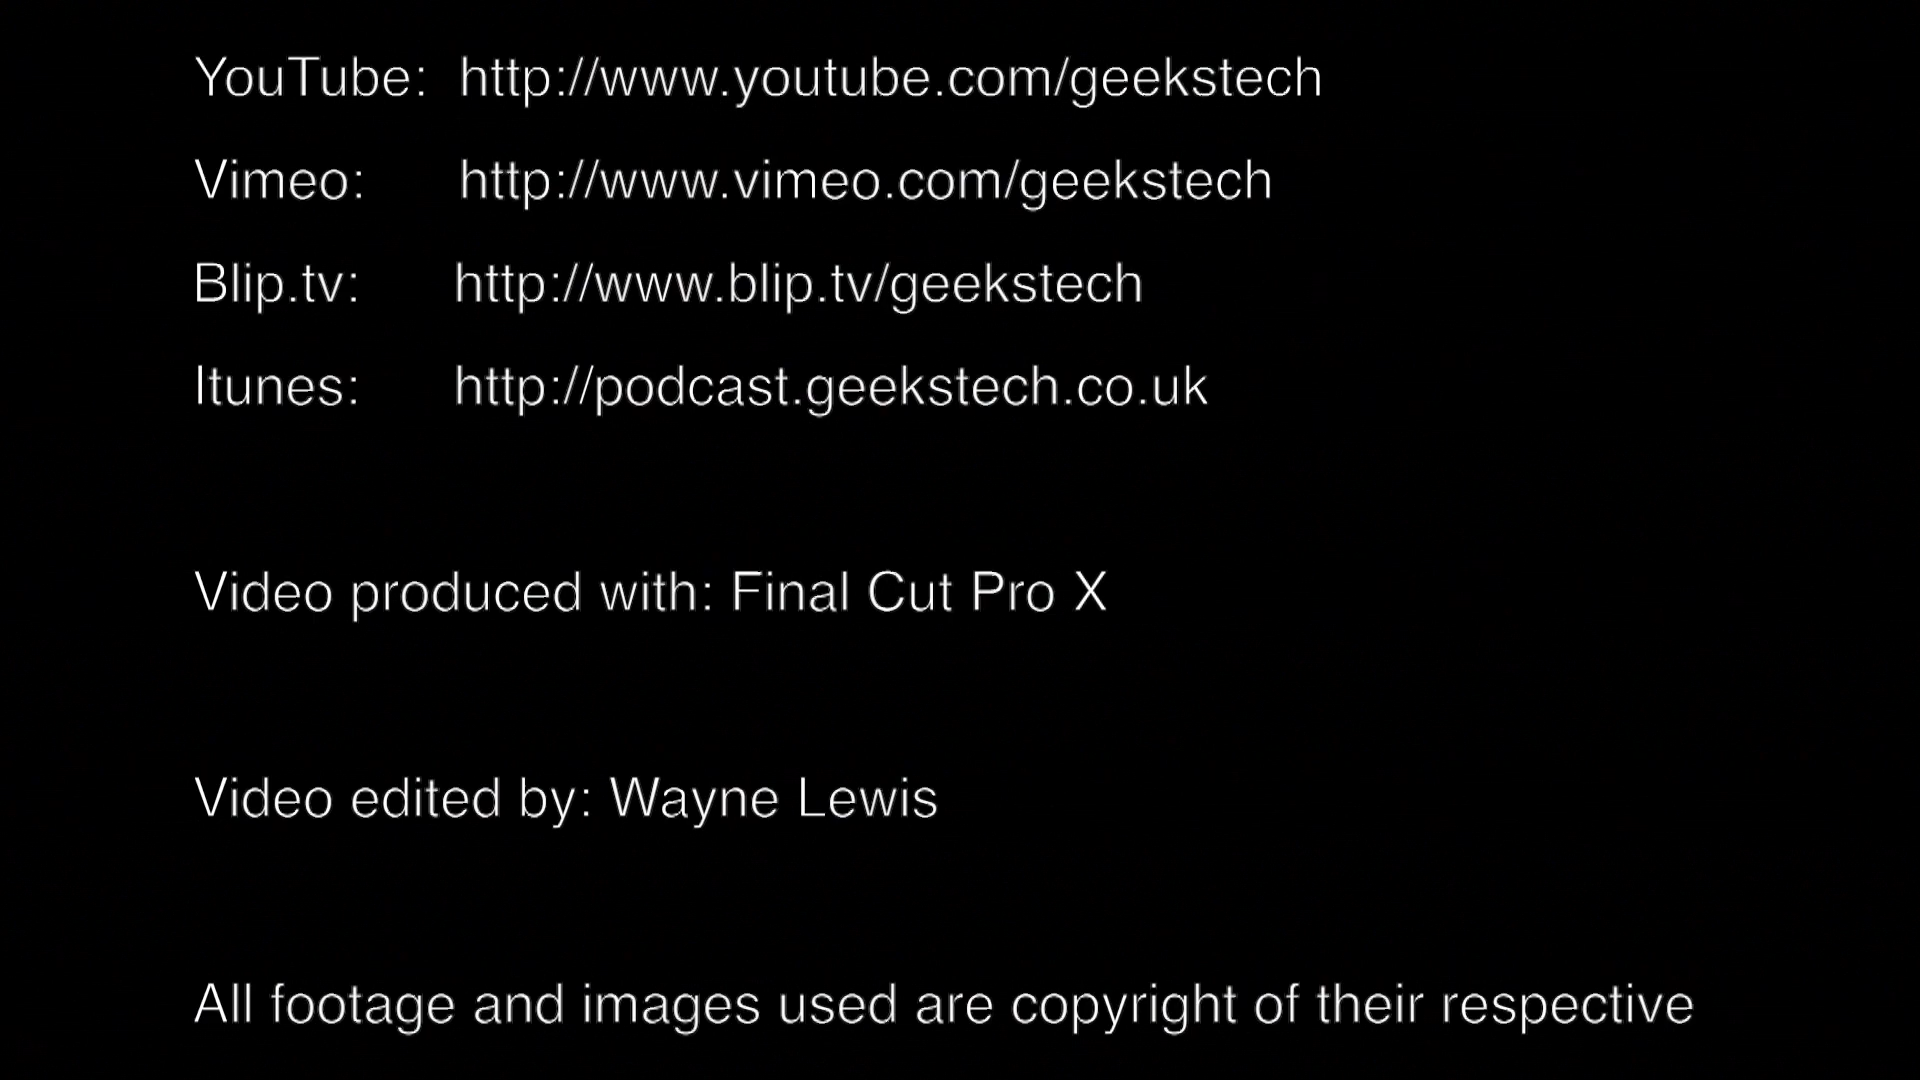 YouTube: http://www.youtube.com/geekstech
Vimeo: http://www.vimeo.com/geekstech
Blip.tv: http://www.blip.tv/geekstech
Itunes: http://podcast.geekstech.co.uk
Video produced with: Final Cut Pro X
Video edited by: Wayne Lewis
All footage and images used are copyright of their respective